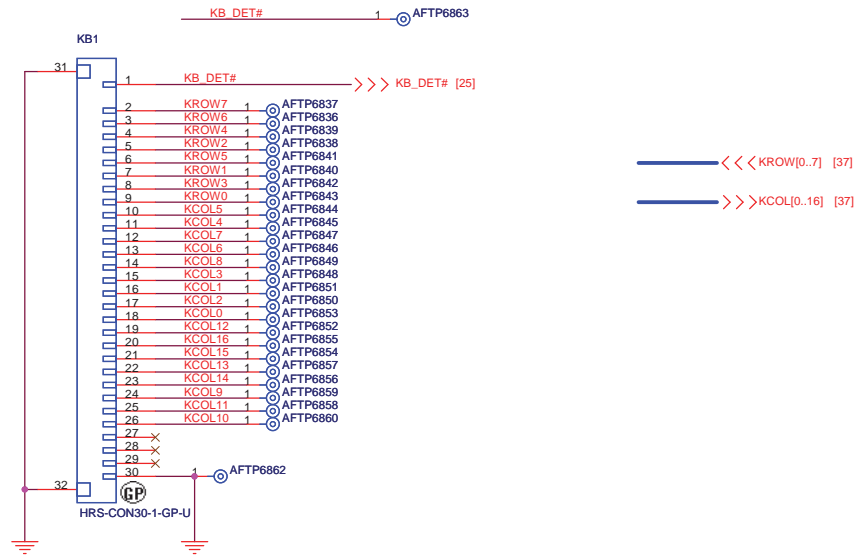 KB_DET# 1 AFTP6863
KB1
31
1 KB_DET# KB_DET# [25]
2 KROW7 1 AFTP6837
3 KROW6 1 AFTP6836
4 KROW4 1 AFTP6839
5 KROW2 1 AFTP6838
6 KROW5 1 AFTP6841
7 KROW1 1 AFTP6840
8 KROW3 1 AFTP6842
9 KROW0 1 AFTP6843
10 KCOL5 1 AFTP6844
11 KCOL4 1 AFTP6845
12 KCOL7 1 AFTP6847
13 KCOL6 1 AFTP6846
14 KCOL8 1 AFTP6849
15 KCOL3 1 AFTP6848
16 KCOL1 1 AFTP6851
17 KCOL2 1 AFTP6850
18 KCOL0 1 AFTP6853
19 KCOL12 1 AFTP6852
20 KCOL16 1 AFTP6855
21 KCOL15 1 AFTP6854
22 KCOL13 1 AFTP6857
23 KCOL14 1 AFTP6856
24 KCOL9 1 AFTP6859
25 KCOL11 1 AFTP6858
26 KCOL10 1 AFTP6860
27
28
29
30 1 AFTP6862
32
GP
HRS-CON30-1-GP-U
KROW[0..7] [37]
KCOL[0..16] [37]